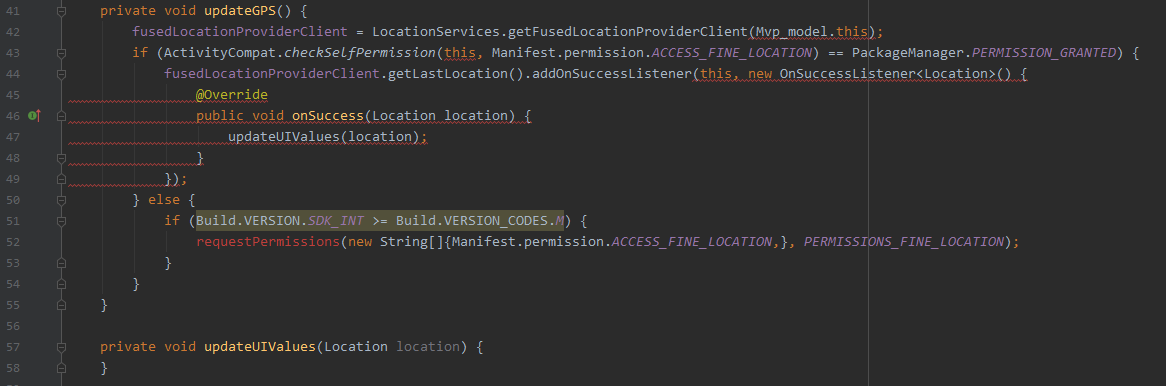 41 private void updateGPS() {
42 fusedLocationProviderClient = LocationServices.getFusedLocationProviderClient(Mvp_model.this);
43 if (ActivityCompat.checkSelfPermission(this, Manifest.permission.ACCESS_FINE_LOCATION) == PackageManager.PERMISSION_GRANTED) {
44 fusedLocationProviderClient.getLastLocation().addOnSuccessListener(this, new OnSuccessListener<Location>() {
45 @Override
46 public void onSuccess(Location location) {
47 updateUIValues(location);
48 }
49 });
50 } else {
51 if (Build.VERSION.SDK_INT >= Build.VERSION_CODES.M) {
52 requestPermissions(new String[]{Manifest.permission.ACCESS_FINE_LOCATION,}, PERMISSIONS_FINE_LOCATION);
53 }
54 }
55 }
56
57 private void updateUIValues(Location location) {
58 }